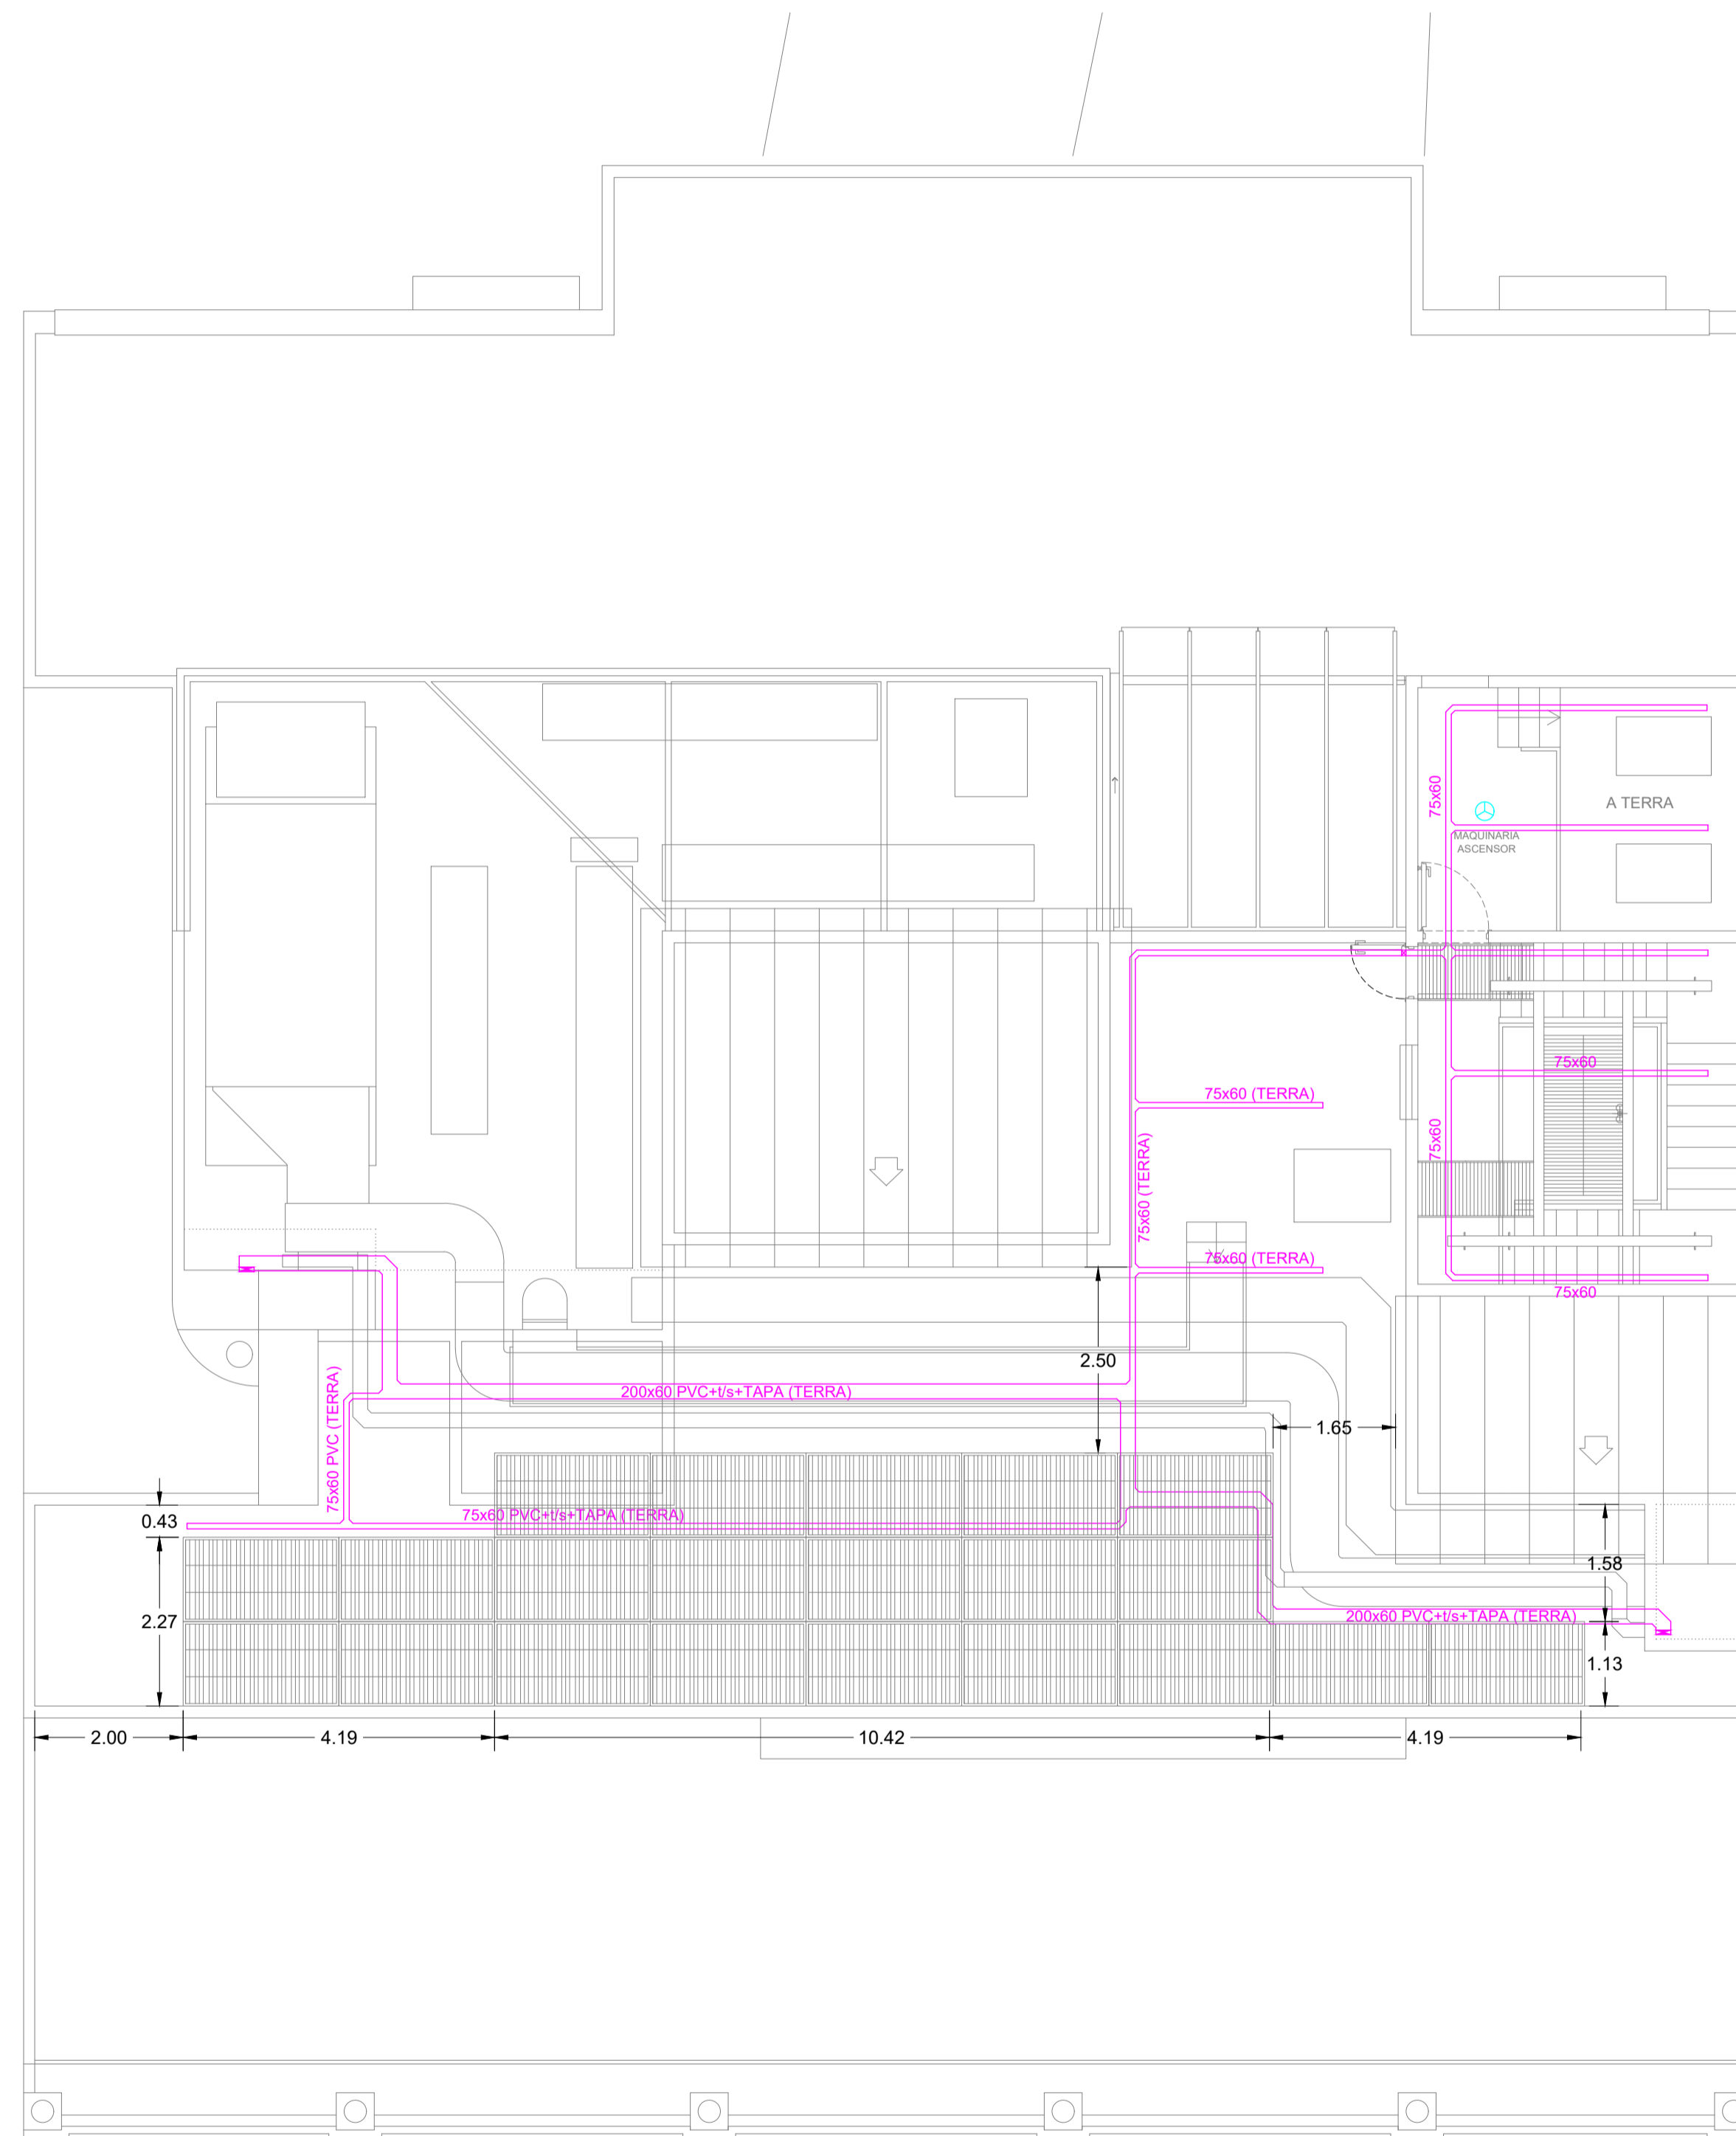 75x60
A TERRA
MAQUINARIA
ASCENSOR
75x60
75x60 (TERRA)
75x60
75x60 (TERRA)
75x60 (TERRA)
75x60
2.50
200x60 PVC+t/s+TAPA (TERRA)
1.65
75x60 PVC (TERRA)
75x60 PVC+t/s+TAPA (TERRA)
0.43
1.58
2.27
200x60 PVC+t/s+TAPA (TERRA)
1.13
2.00
4.19
10.42
4.19